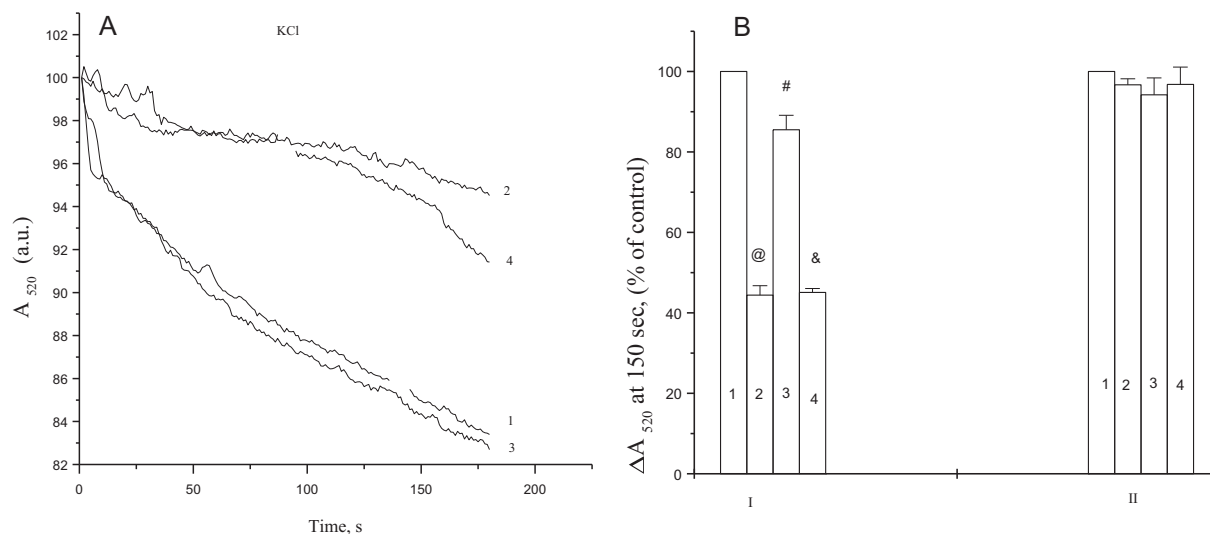 A
KCl
102
100
98
96
94
92
90
88
86
84
82
A 520 (a.u.)
2
4
1
3
0 50 100 150 200
Time, s
B
100
80
60
40
20
0
ΔA 520 at 150 sec, (% of control)
@ # &
1 2 3 4
1 2 3 4
I II